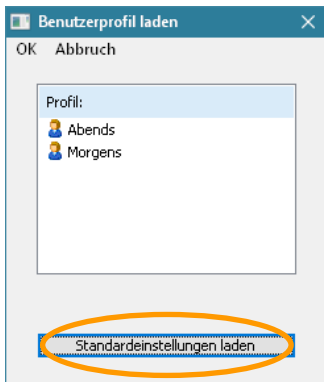 Benutzerprofil laden
OK Abbruch
Profil:
Abends
Morgens
Standardeinstellungen laden